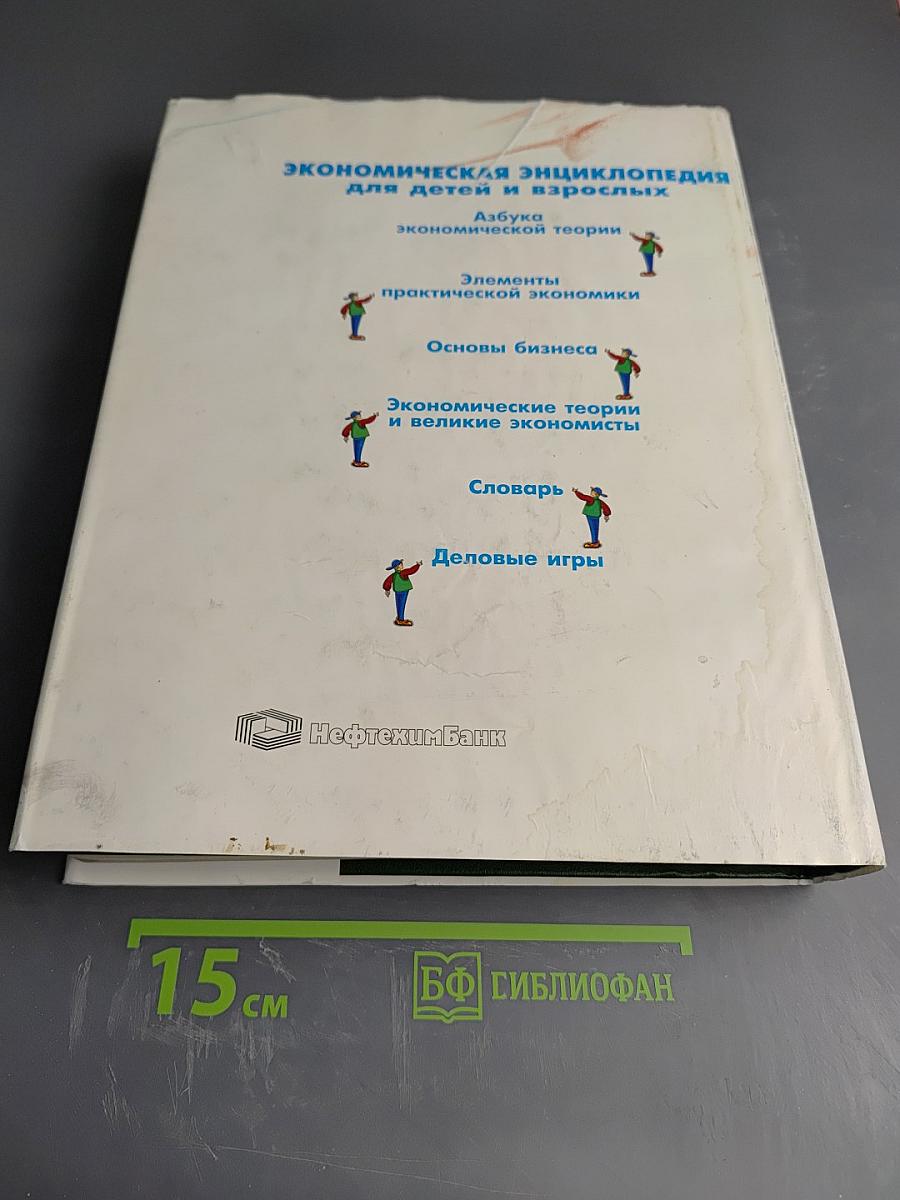 ЭКОНОМИЧЕСКАЯ ЭНЦИКЛОПЕДИЯ
для детей и взрослых
Азбука
экономической теории
Элементы
практической экономики
Основы бизнеса
Экономические теории
и великие экономисты
Словарь
Деловые игры
НефтехимБанк
15 см
БФ БИБЛИОФАН